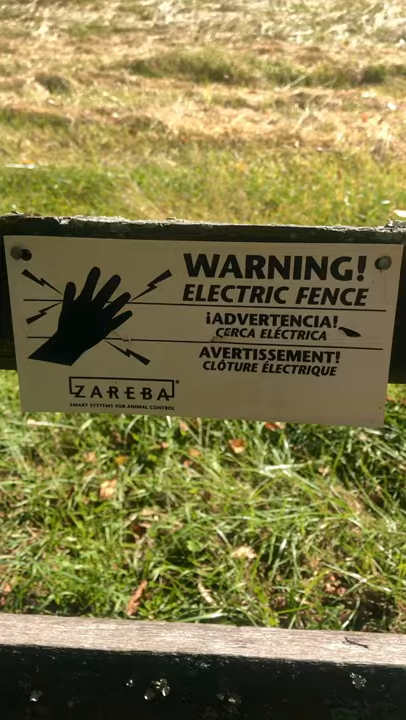 WARNING!
ELECTRIC FENCE
¡ADVERTENCIA!
CERCA ELÉCTRICA
AVERTISSEMENT!
CLÔTURE ÉLECTRIQUE
ZAREBA®
SMART SYSTEMS FOR ANIMAL CONTROL